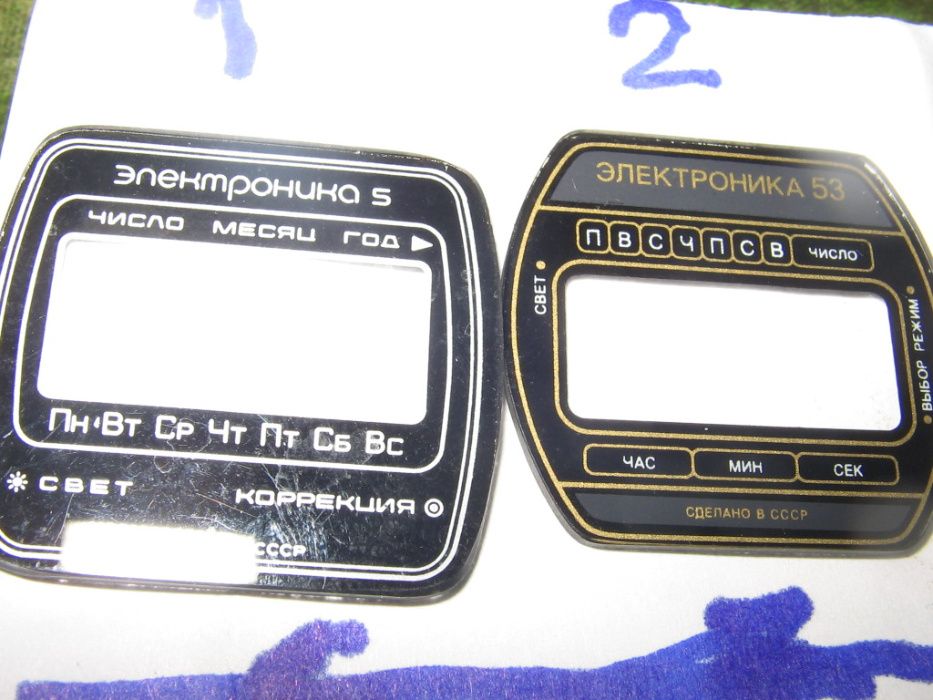 1
электроника 5
ЧИСЛО МЕСЯЦ ГОД
Пн Вт Ср Чт Пт Сб Вс
СВЕТ КОРРЕКЦИЯ
СССР
2
ЭЛЕКТРОНИКА 53
П В С Ч П С В ЧИСЛО
СВЕТ
ВЫБОР РЕЖИМ
ЧАС МИН СЕК
СДЕЛАНО В СССР